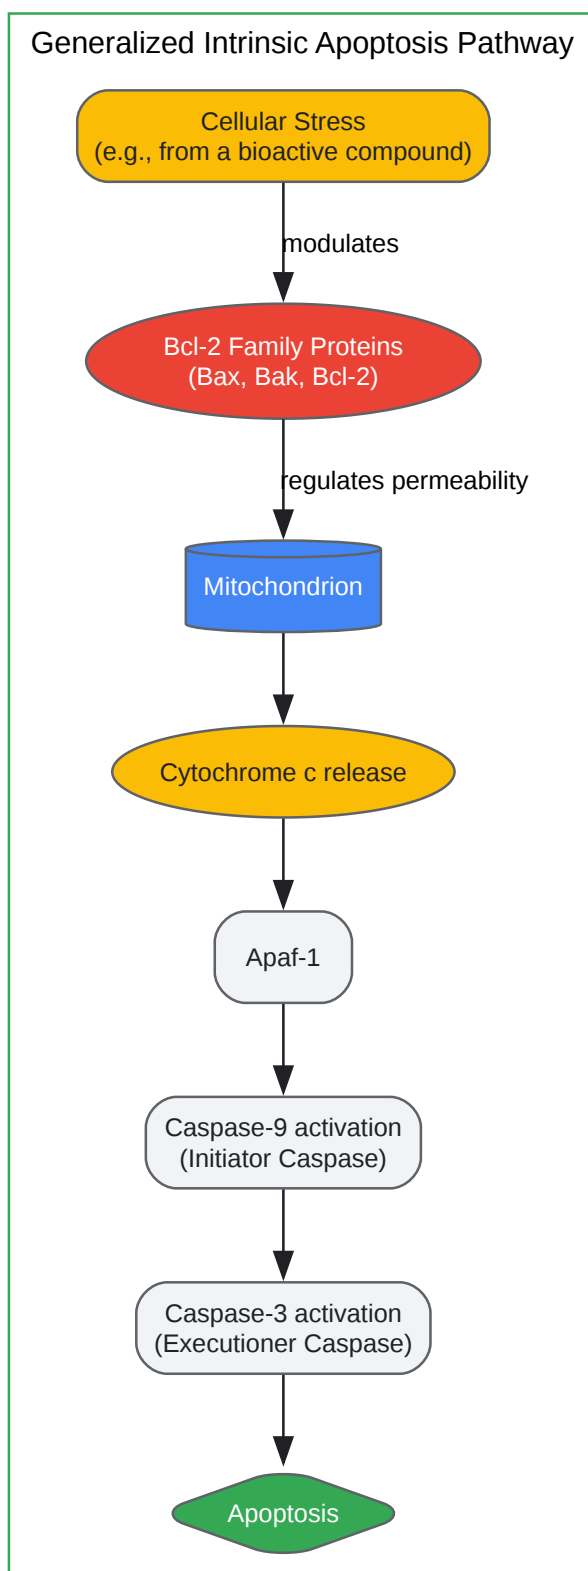 Generalized Intrinsic Apoptosis Pathway
Cellular Stress
(e.g., from a bioactive compound)
modulates
Bcl-2 Family Proteins
(Bax, Bak, Bcl-2)
regulates permeability
Mitochondrion
Cytochrome c release
Apaf-1
Caspase-9 activation
(Initiator Caspase)
Caspase-3 activation
(Executioner Caspase)
Apoptosis